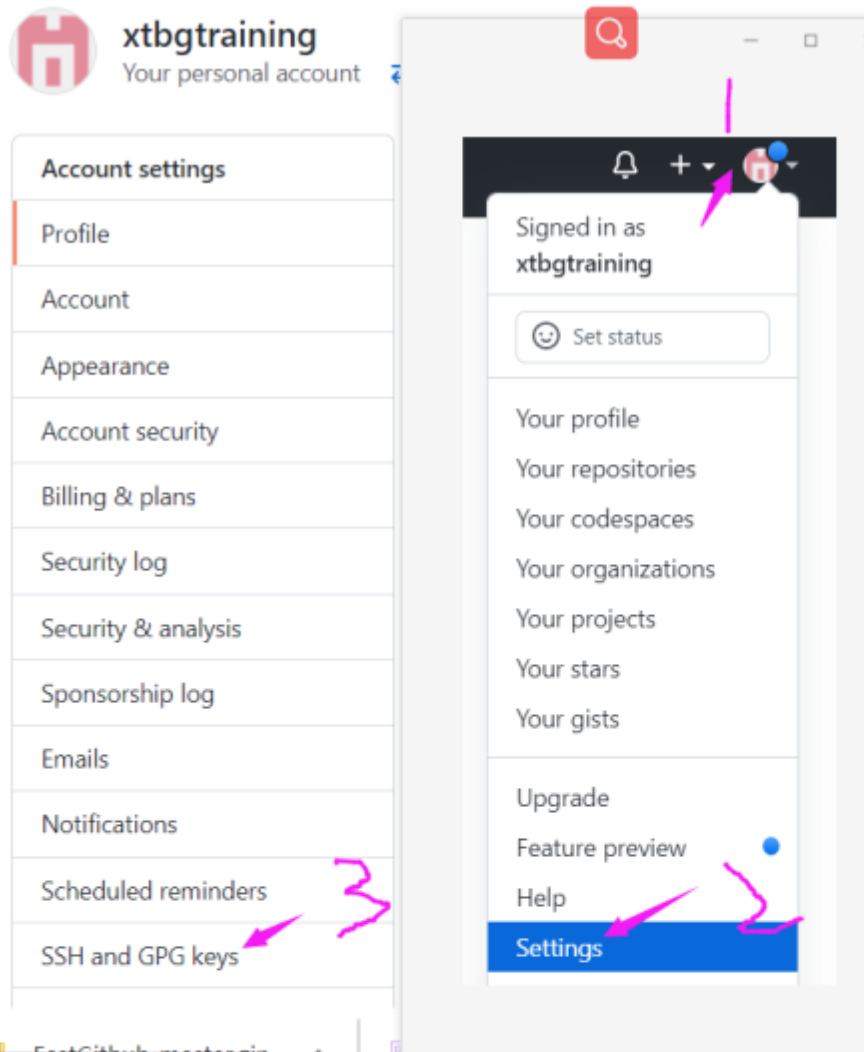 xtbgtraining
Your personal account
Account settings
Profile
Account
Appearance
Account security
Billing & plans
Security log
Security & analysis
Sponsorship log
Emails
Notifications
Scheduled reminders
SSH and GPG keys
3
1
Signed in as
xtbgtraining
Set status
Your profile
Your repositories
Your codespaces
Your organizations
Your projects
Your stars
Your gists
Upgrade
Feature preview
Help
Settings
2